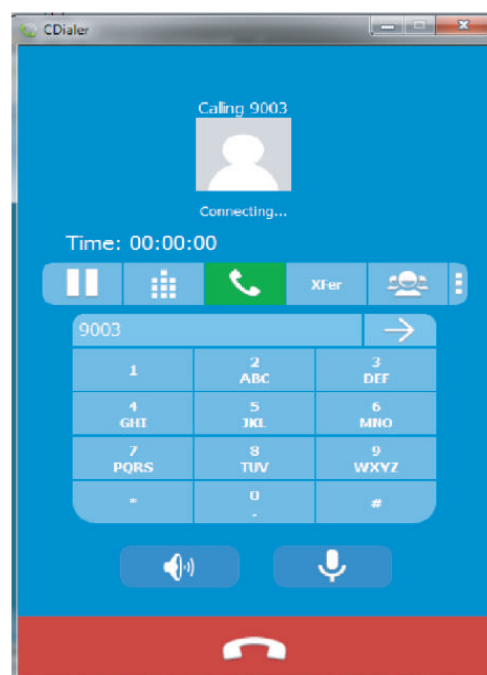 CDialer
Calling 9003
Connecting...
Time: 00:00:00
XFer
9003
1
2
ABC
3
DEF
4
GHI
5
JKL
6
MNO
7
PQRS
8
TUV
9
WXYZ
*
0
.
#